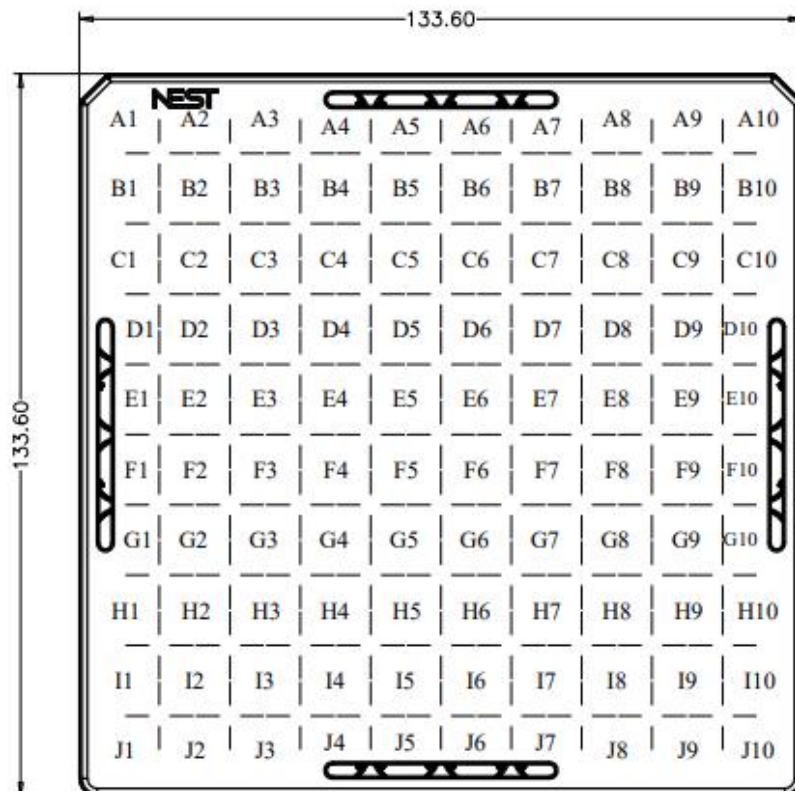 133.60
133.60
NEST
A1 A2 A3 A4 A5 A6 A7 A8 A9 A10
B1 B2 B3 B4 B5 B6 B7 B8 B9 B10
C1 C2 C3 C4 C5 C6 C7 C8 C9 C10
D1 D2 D3 D4 D5 D6 D7 D8 D9 D10
E1 E2 E3 E4 E5 E6 E7 E8 E9 E10
F1 F2 F3 F4 F5 F6 F7 F8 F9 F10
G1 G2 G3 G4 G5 G6 G7 G8 G9 G10
H1 H2 H3 H4 H5 H6 H7 H8 H9 H10
I1 I2 I3 I4 I5 I6 I7 I8 I9 I10
J1 J2 J3 J4 J5 J6 J7 J8 J9 J10